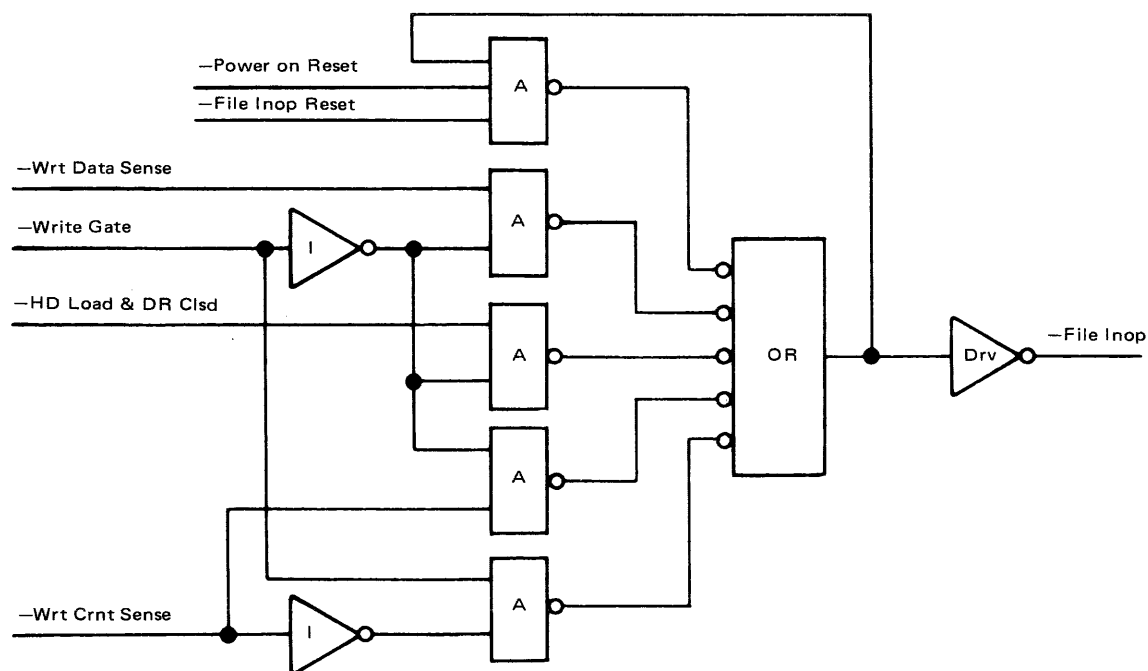 —Power on Reset
—File Inop Reset
A
—Wrt Data Sense
A
—Write Gate
I
—HD Load & DR Clsd
A
OR
Drv
—File Inop
A
A
—Wrt Crnt Sense
I